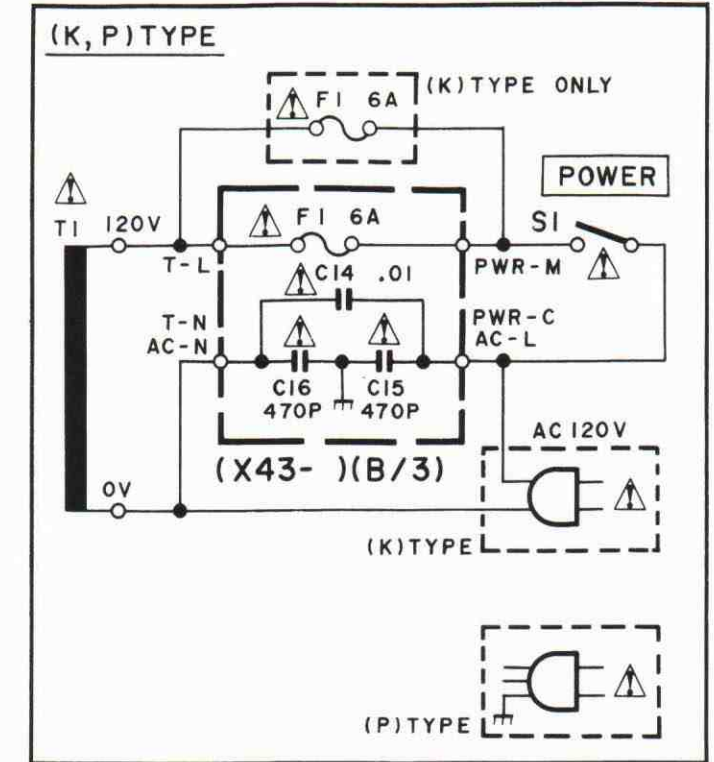 (K, P) TYPE
F1 6A
(K) TYPE ONLY
POWER
T1 120V
F1 6A
S1
T-L
C14 .01
PWR-M
T-N
AC-N
PWR-C
AC-L
C16
470P
C15
470P
AC 120V
(X43- )(B/3)
0V
(K) TYPE
(P) TYPE